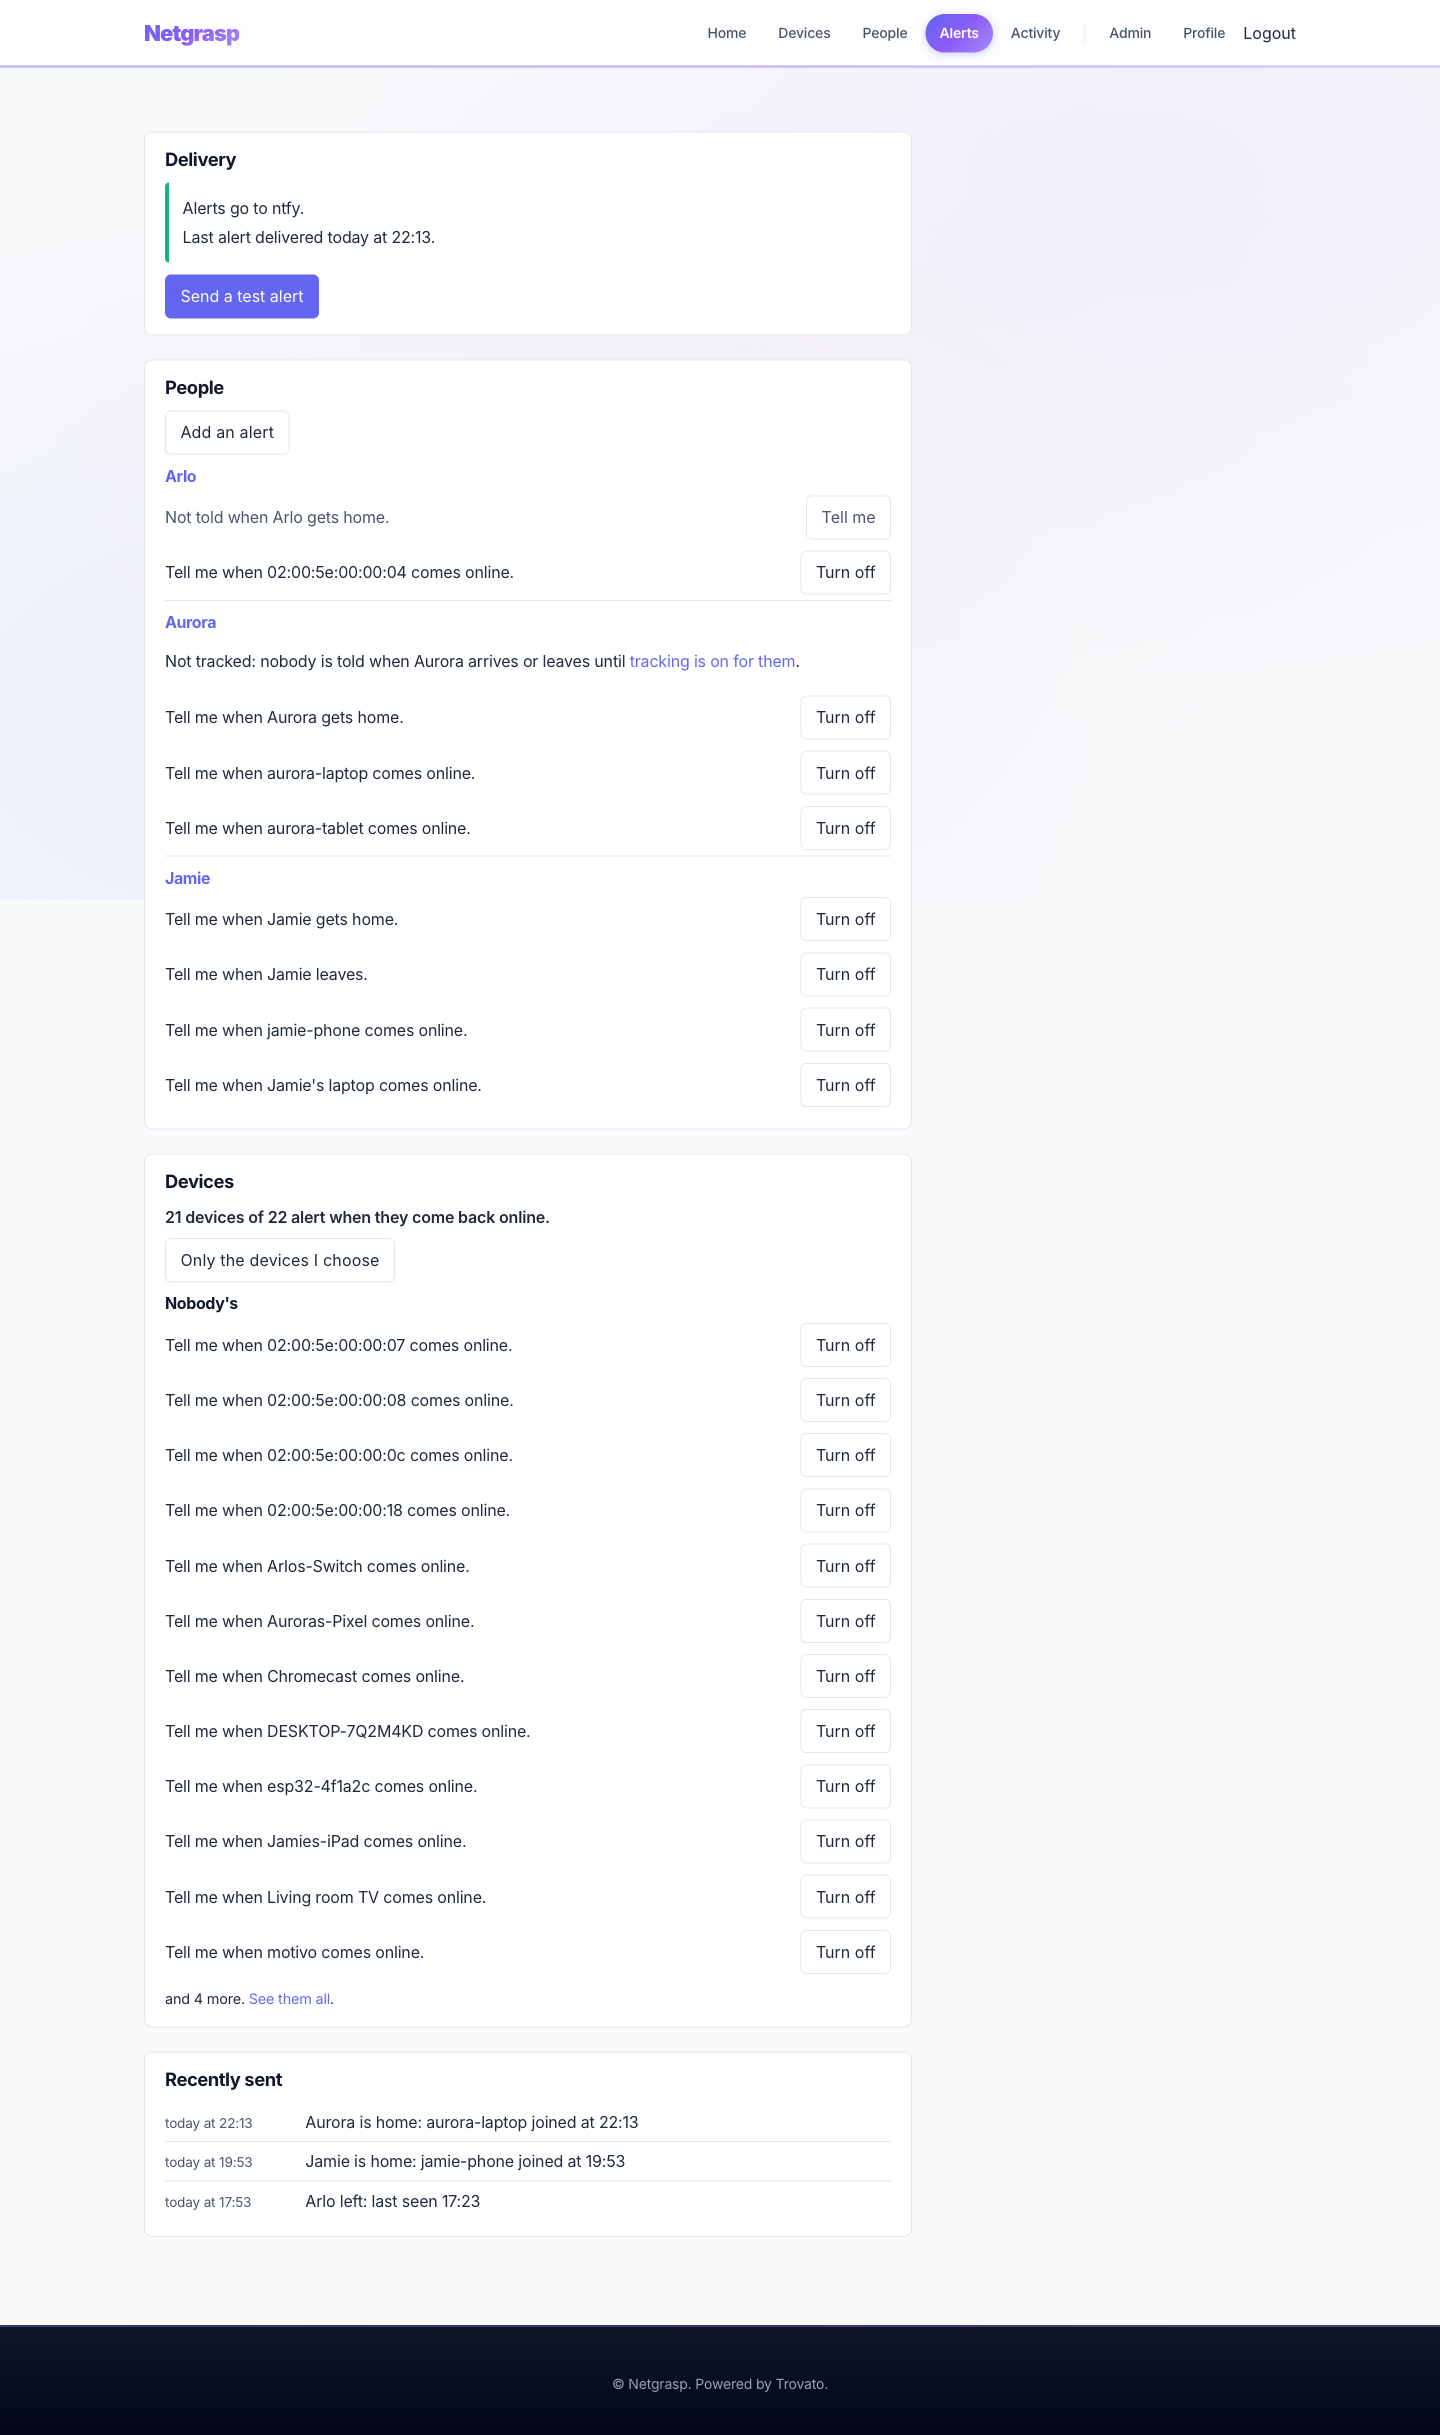 Netgrasp
Home
Devices
People
Alerts
Activity
Admin
Profile
Logout
Delivery
Alerts go to ntfy.
Last alert delivered today at 22:13.
Send a test alert
People
Add an alert
Arlo
Not told when Arlo gets home.
Tell me
Tell me when 02:00:5e:00:00:04 comes online.
Turn off
Aurora
Not tracked: nobody is told when Aurora arrives or leaves until tracking is on for them.
Tell me when Aurora gets home.
Turn off
Tell me when aurora-laptop comes online.
Turn off
Tell me when aurora-tablet comes online.
Turn off
Jamie
Tell me when Jamie gets home.
Turn off
Tell me when Jamie leaves.
Turn off
Tell me when jamie-phone comes online.
Turn off
Tell me when Jamie's laptop comes online.
Turn off
Devices
21 devices of 22 alert when they come back online.
Only the devices I choose
Nobody's
Tell me when 02:00:5e:00:00:07 comes online.
Turn off
Tell me when 02:00:5e:00:00:08 comes online.
Turn off
Tell me when 02:00:5e:00:00:0c comes online.
Turn off
Tell me when 02:00:5e:00:00:18 comes online.
Turn off
Tell me when Arlos-Switch comes online.
Turn off
Tell me when Auroras-Pixel comes online.
Turn off
Tell me when Chromecast comes online.
Turn off
Tell me when DESKTOP-7Q2M4KD comes online.
Turn off
Tell me when esp32-4f1a2c comes online.
Turn off
Tell me when Jamies-iPad comes online.
Turn off
Tell me when Living room TV comes online.
Turn off
Tell me when motivo comes online.
Turn off
and 4 more. See them all.
Recently sent
today at 22:13 Aurora is home: aurora-laptop joined at 22:13
today at 19:53 Jamie is home: jamie-phone joined at 19:53
today at 17:53 Arlo left: last seen 17:23
© Netgrasp. Powered by Trovato.